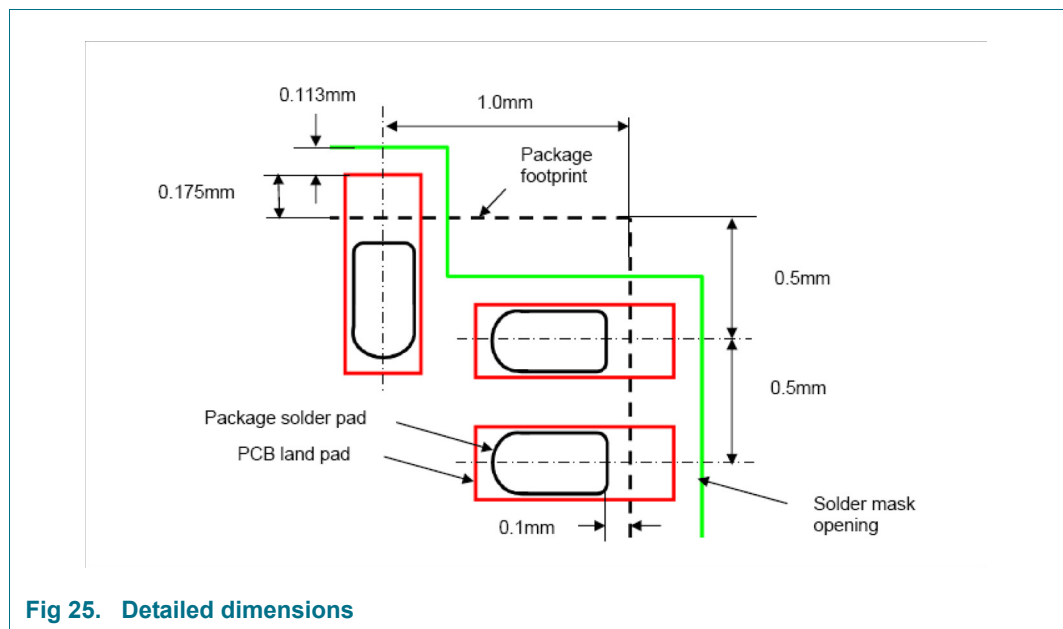 0.113mm
1.0mm
Package
footprint
0.175mm
0.5mm
0.5mm
Package solder pad
PCB land pad
Solder mask
opening
0.1mm
Fig 25. Detailed dimensions